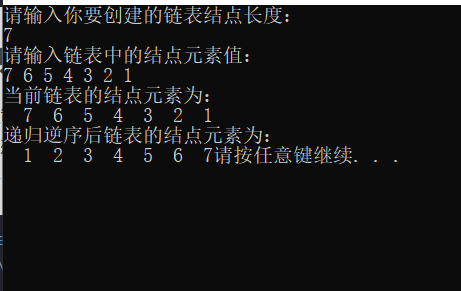 请输入你要创建的链表结点长度：
7
请输入链表中的结点元素值：
7 6 5 4 3 2 1
当前链表的结点元素为：
7 6 5 4 3 2 1
递归逆序后链表的结点元素为：
1 2 3 4 5 6 7请按任意键继续. . .